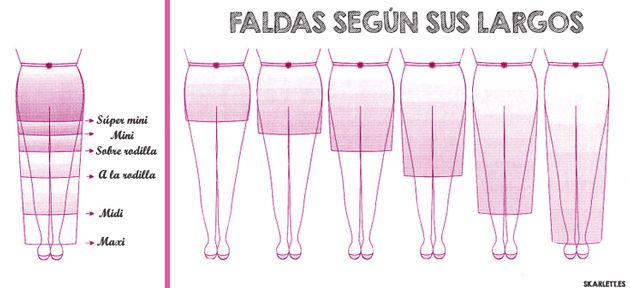 FALDAS SEGÚN SUS LARGOS
Súper mini
Mini
Sobre rodilla
A la rodilla
Midi
Maxi
SKARLETT.ES